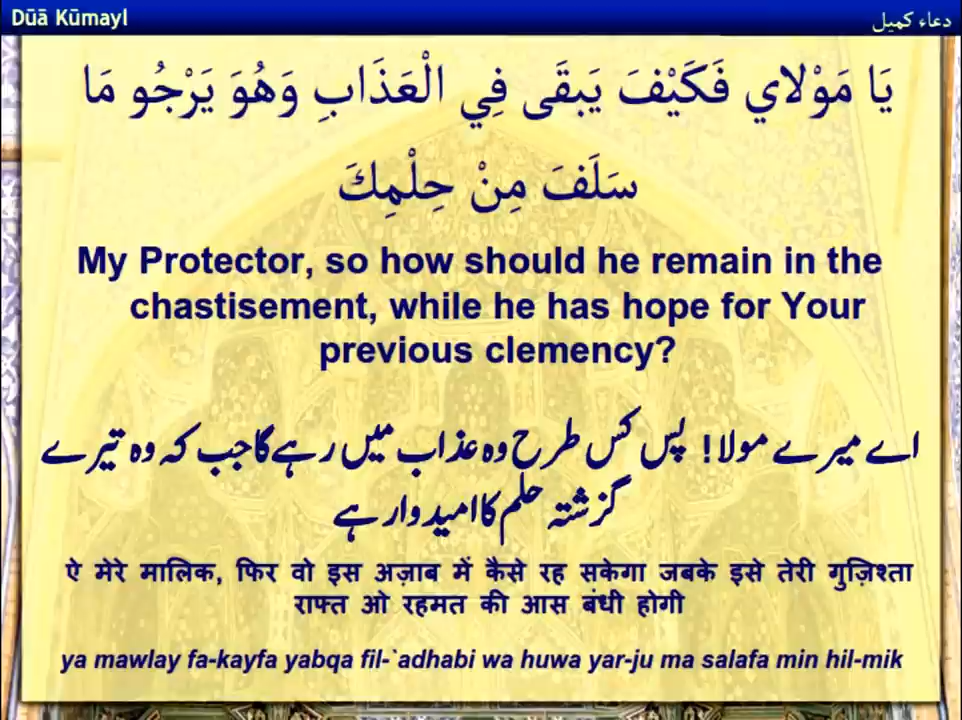 Dūā Kūmayl
دعاء كميل
يَا مَوْلاي فَكَيْفَ يَبقَى فِي الْعَذَابِ وَهُوَ يَرْجُو مَا
سَلَفَ مِنْ حِلْمِكَ
My Protector, so how should he remain in the
chastisement, while he has hope for Your
previous clemency?
اے میرے مولا! پس کس طرح وہ عذاب میں رہے گا جب کہ وہ تیرے
گزشتہ حلم کا امیدوار ہے
ऐ मेरे मालिक, फिर वो इस अज़ाब में कैसे रह सकेगा जबके इसे तेरी गुज़िश्ता
राफ्त ओ रहमत की आस बंधी होगी
ya mawlay fa-kayfa yabqa fil-`adhabi wa huwa yar-ju ma salafa min hil-mik